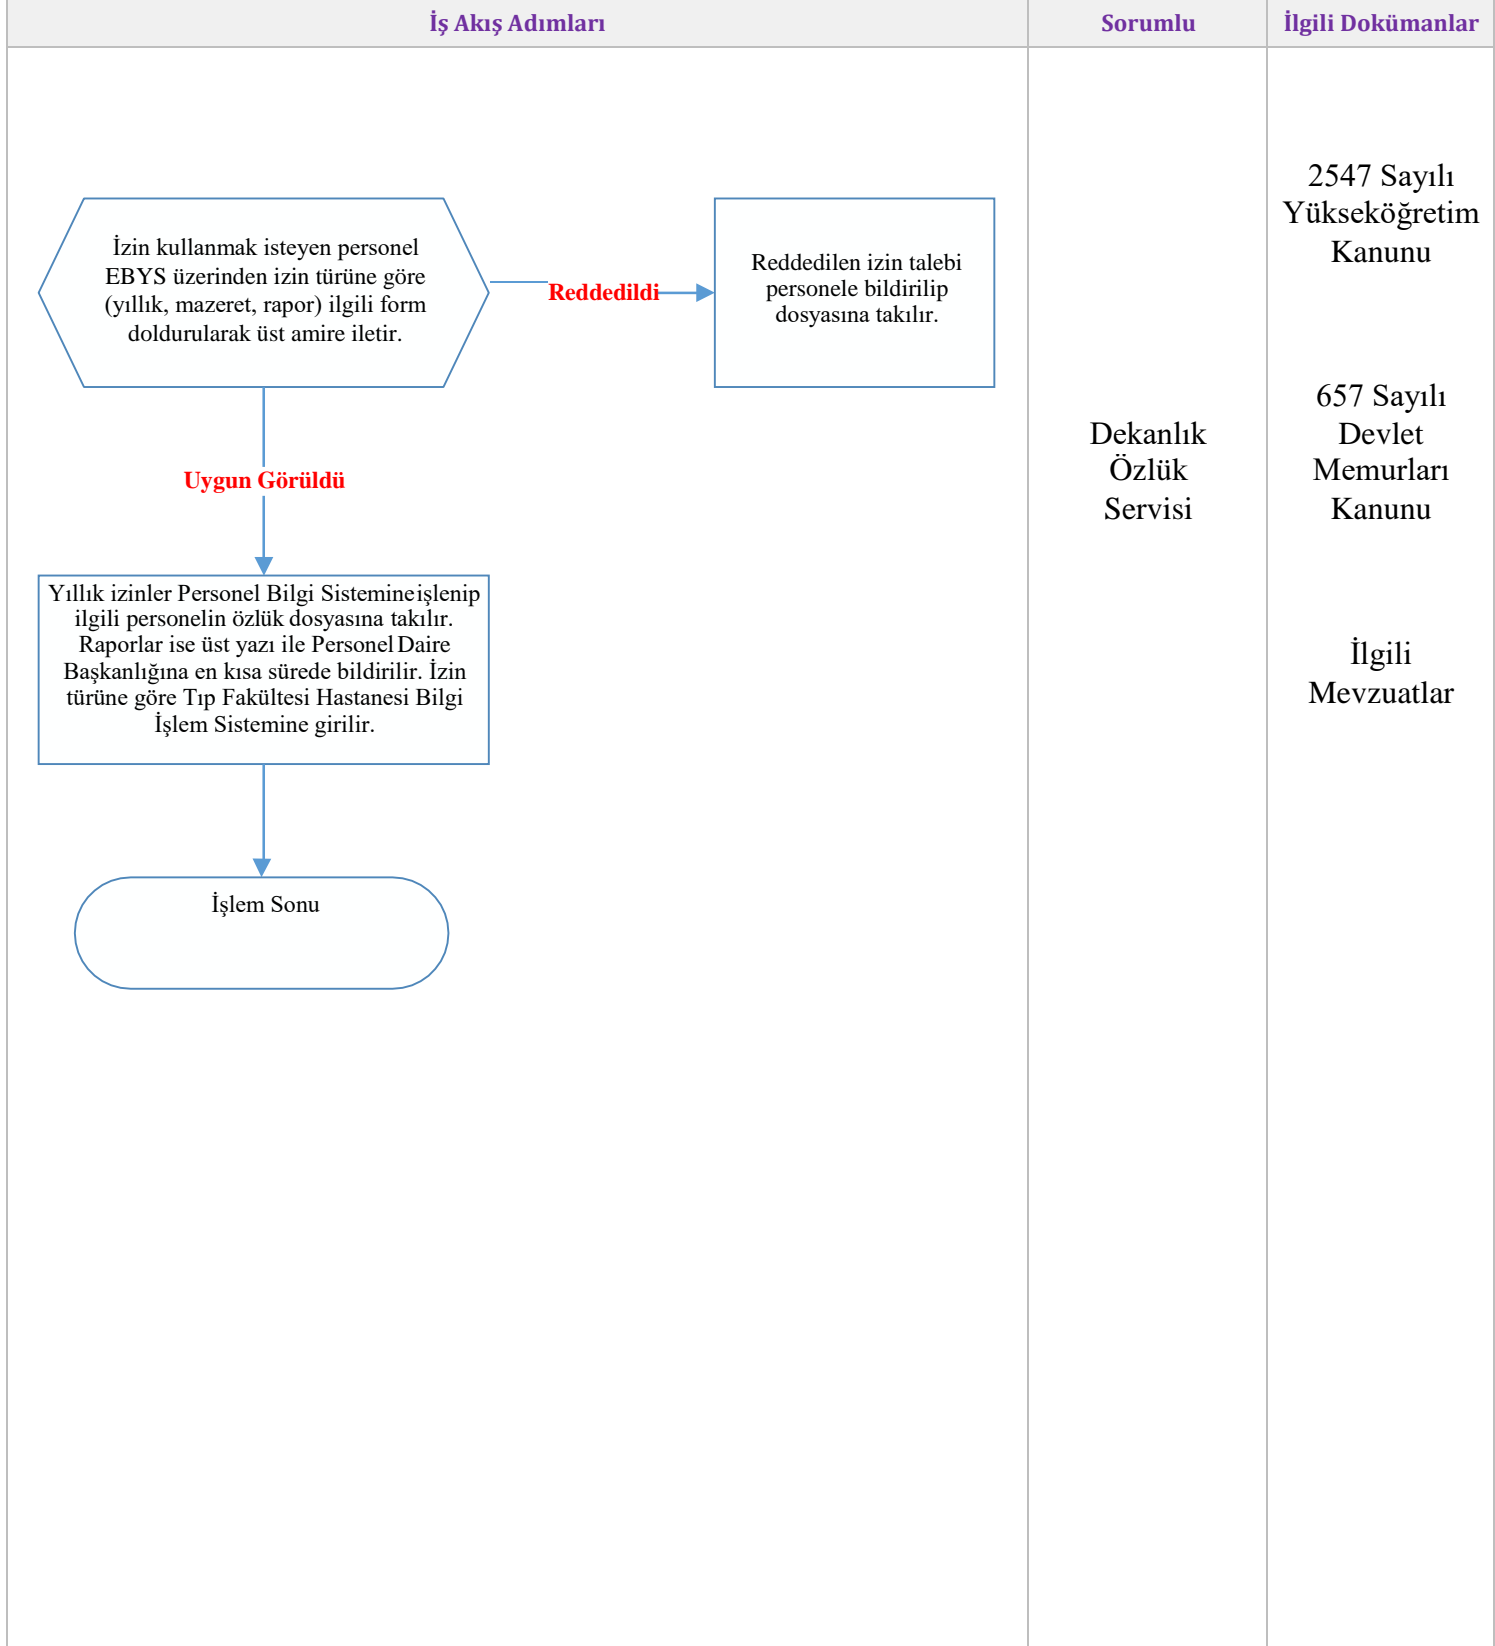 İş Akış Adımları
Sorumlu
İlgili Dokümanlar
İzin kullanmak isteyen personel
EBYS üzerinden izin türüne göre
(yıllık, mazeret, rapor) ilgili form
doldurularak üst amire iletir.
Reddedildi
Reddedilen izin talebi
personele bildirilip
dosyasına takılır.
Uygun Görüldü
Yıllık izinler Personel Bilgi Sistemine işlenip
ilgili personelin özlük dosyasına takılır.
Raporlar ise üst yazı ile Personel Daire
Başkanlığına en kısa sürede bildirilir. İzin
türüne göre Tıp Fakültesi Hastanesi Bilgi
İşlem Sistemine girilir.
İşlem Sonu
Dekanlık
Özlük
Servisi
2547 Sayılı
Yükseköğretim
Kanunu
657 Sayılı
Devlet
Memurları
Kanunu
İlgili
Mevzuatlar